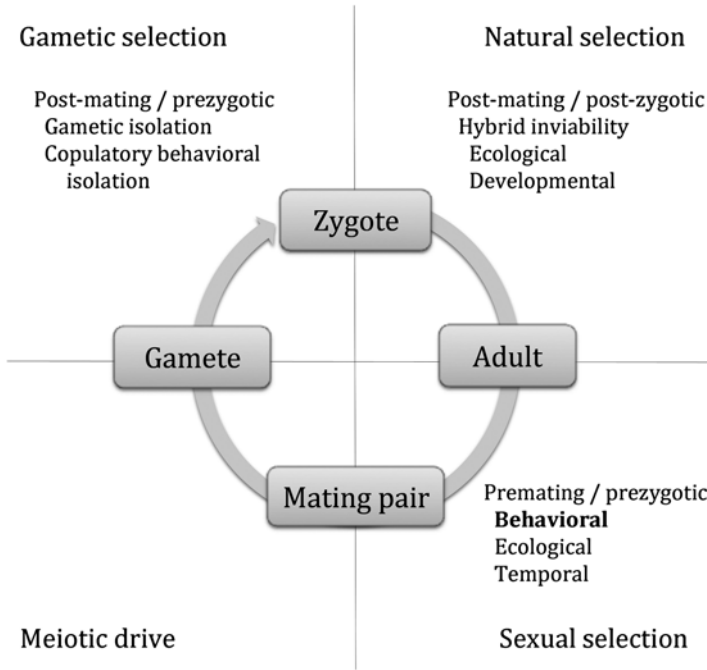 Gametic selection
Post-mating / prezygotic
Gametic isolation
Copulatory behavioral
isolation
Natural selection
Post-mating / post-zygotic
Hybrid inviability
Ecological
Developmental
Zygote
Gamete
Adult
Mating pair
Premating / prezygotic
Behavioral
Ecological
Temporal
Meiotic drive
Sexual selection